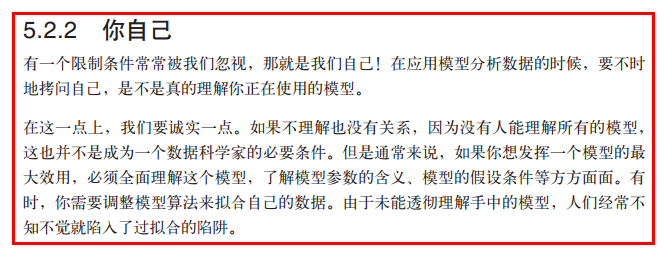 5.2.2 你自己
有一个限制条件常常被我们忽视，那就是我们自己！在应用模型分析数据的时候，要不时
地拷问自己，是不是真的理解你正在使用的模型。
在这一点上，我们要诚实一点。如果不理解也没有关系，因为没有人能理解所有的模型，
这也并不是成为一个数据科学家的必要条件。但是通常来说，如果你想发挥一个模型的最
大效用，必须全面理解这个模型，了解模型参数的含义、模型的假设条件等方方面面。有
时，你需要调整模型算法来拟合自己的数据。由于未能透彻理解手中的模型，人们经常不
知不觉就陷入了过拟合的陷阱。